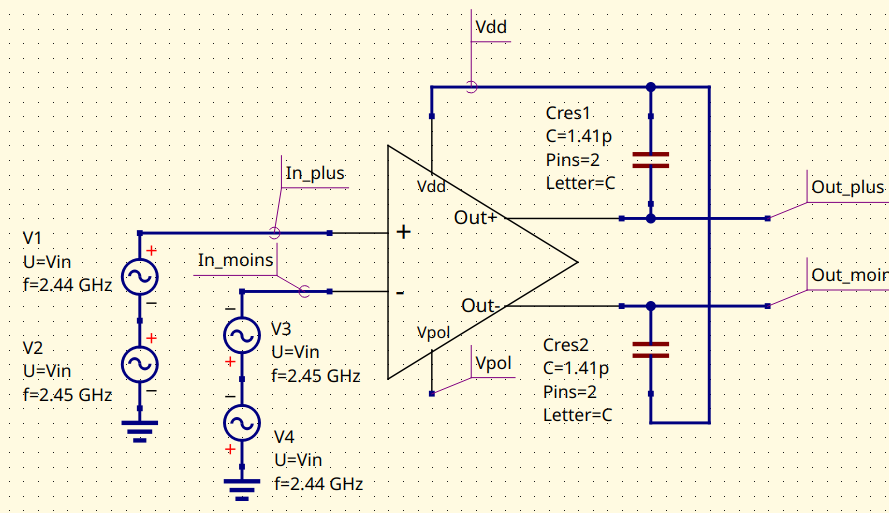 Vdd
Cres1
C=1.41p
Pins=2
Letter=C
In_plus
Vdd
Out_plus
Out+
+
V1
U=Vin
f=2.44 GHz
+
−
In_moins
-
Out-
Out_moin
V2
U=Vin
f=2.45 GHz
+
−
−
V3
U=Vin
f=2.45 GHz
+
Vpol
Vpol
Cres2
C=1.41p
Pins=2
Letter=C
−
V4
U=Vin
f=2.44 GHz
+